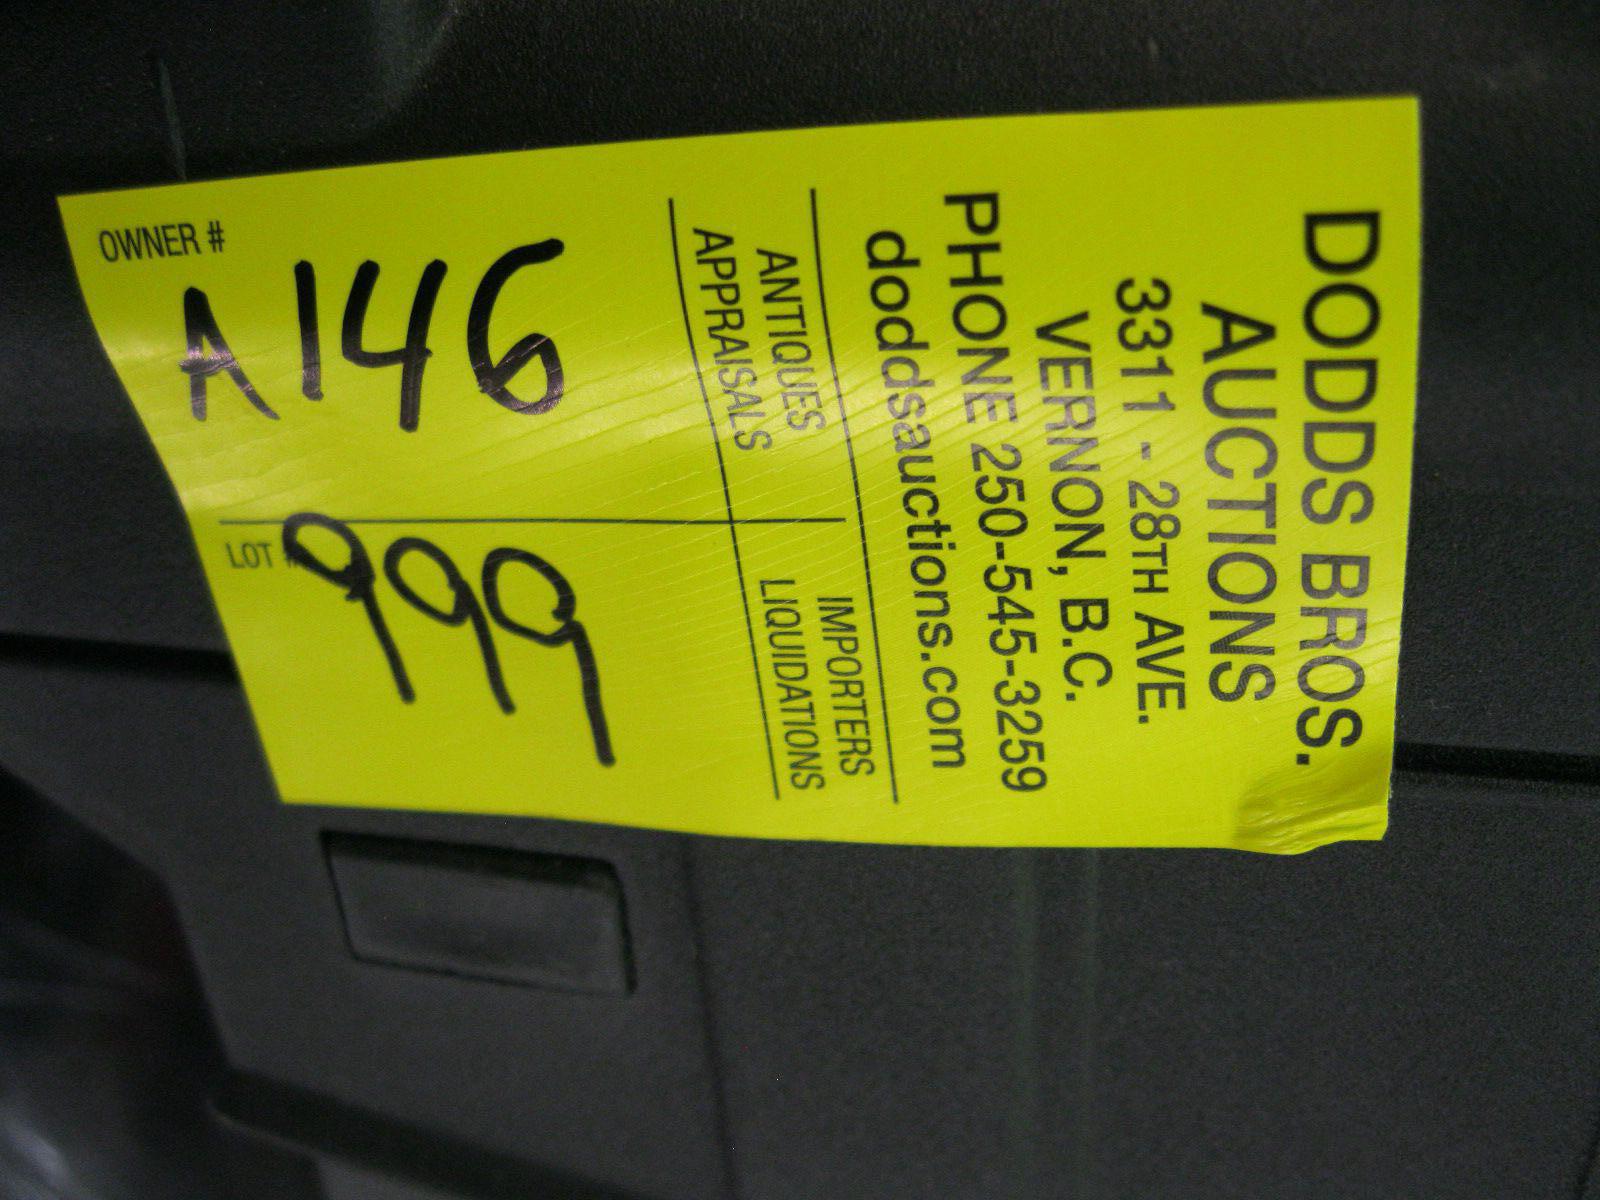 DODDS BROS.
AUCTIONS
3311 - 28TH AVE.
VERNON, B.C.
PHONE 250-545-3259
doddsauctions.com
ANTIQUES IMPORTERS
APPRAISALS LIQUIDATIONS
OWNER #
A146
LOT #
999